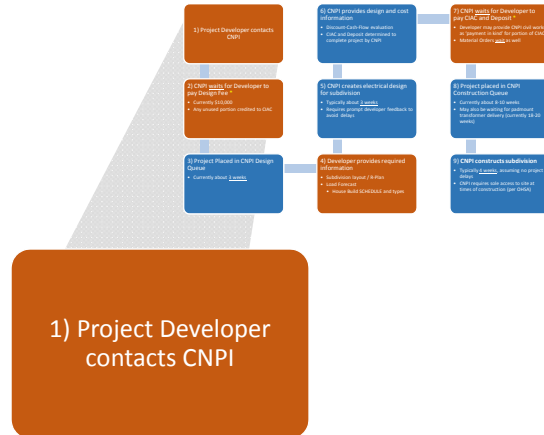 1) Project Developer contacts
CNPI
2) CNPI waits for Developer to
pay Design Fee *
• Currently $10,000
• Any unused portion credited to CIAC
3) Project Placed in CNPI Design
Queue
• Currently about 2 weeks
4) Developer provides required
information
• Subdivision layout / R-Plan
• Load Forecast
• House Build SCHEDULE and types
5) CNPI creates electrical design
for subdivision
• Typically about 2 weeks
• Requires prompt developer feedback to
avoid delays
6) CNPI provides design and cost
information
• Discount-Cash-Flow evaluation
• CIAC and Deposit determined to
complete project by CNPI
7) CNPI waits for Developer to
pay CIAC and Deposit *
• Developer may provide CNPI civil work
as 'payment in kind' for portion of CIAC
• Material Orders wait as well
8) Project placed in CNPI
Construction Queue
• Currently about 8-10 weeks
• May also be waiting for padmount
transformer delivery (currently 18-20
weeks)
9) CNPI constructs subdivision
• Typically 4 weeks, assuming no project
delays
• CNPI requires sole access to site at
times of construction (per OHSA)
1) Project Developer
contacts CNPI